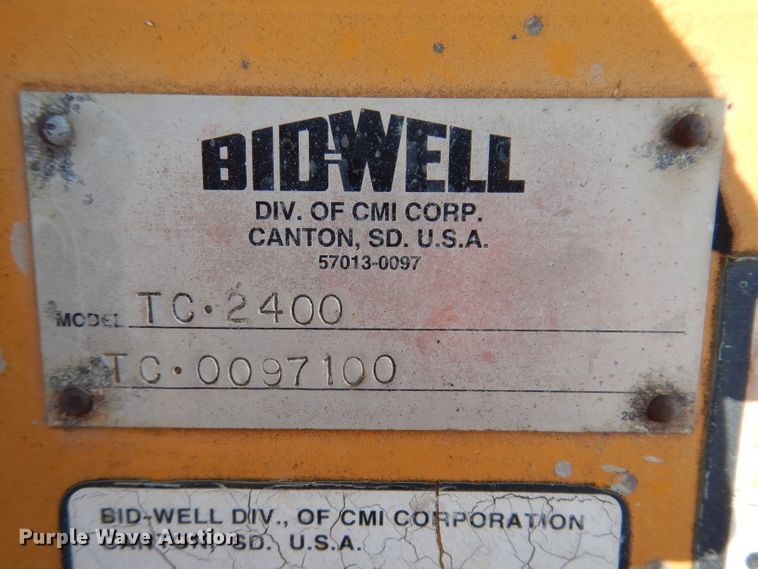 BID-WELL
DIV. OF CMI CORP.
CANTON, SD. U.S.A.
57013-0097
MODEL TC·2400
TC·0097100
BID-WELL DIV., OF CMI CORPORATION
CANTON, SD. U.S.A.
Purple Wave Auction